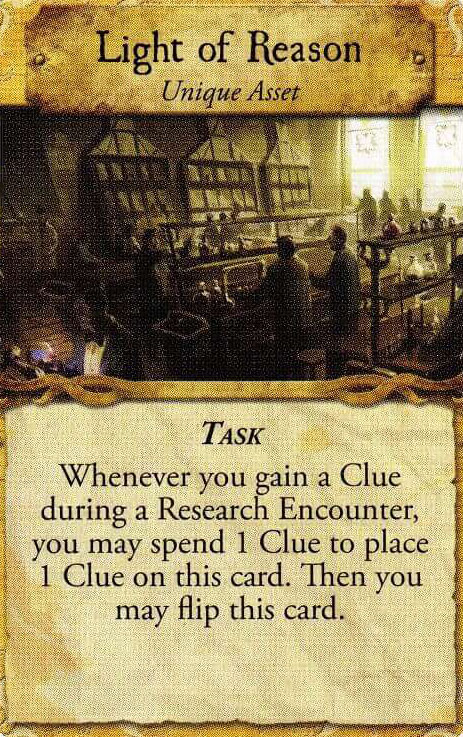 Light of Reason
Unique Asset
Task
Whenever you gain a Clue
during a Research Encounter,
you may spend 1 Clue to place
1 Clue on this card. Then you
may flip this card.